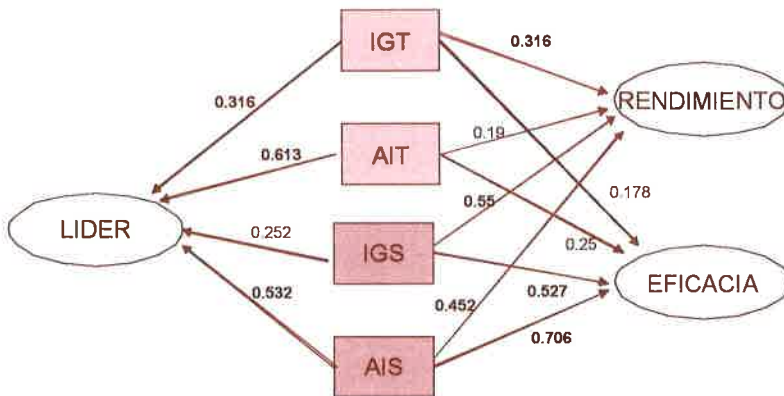 IGT
0.316
0.316
RENDIMIENTO
0.19
AIT
0.613
0.178
0.55
LIDER
0.252
IGS
0.25
EFICACIA
0.532
0.452
0.527
0.706
AIS